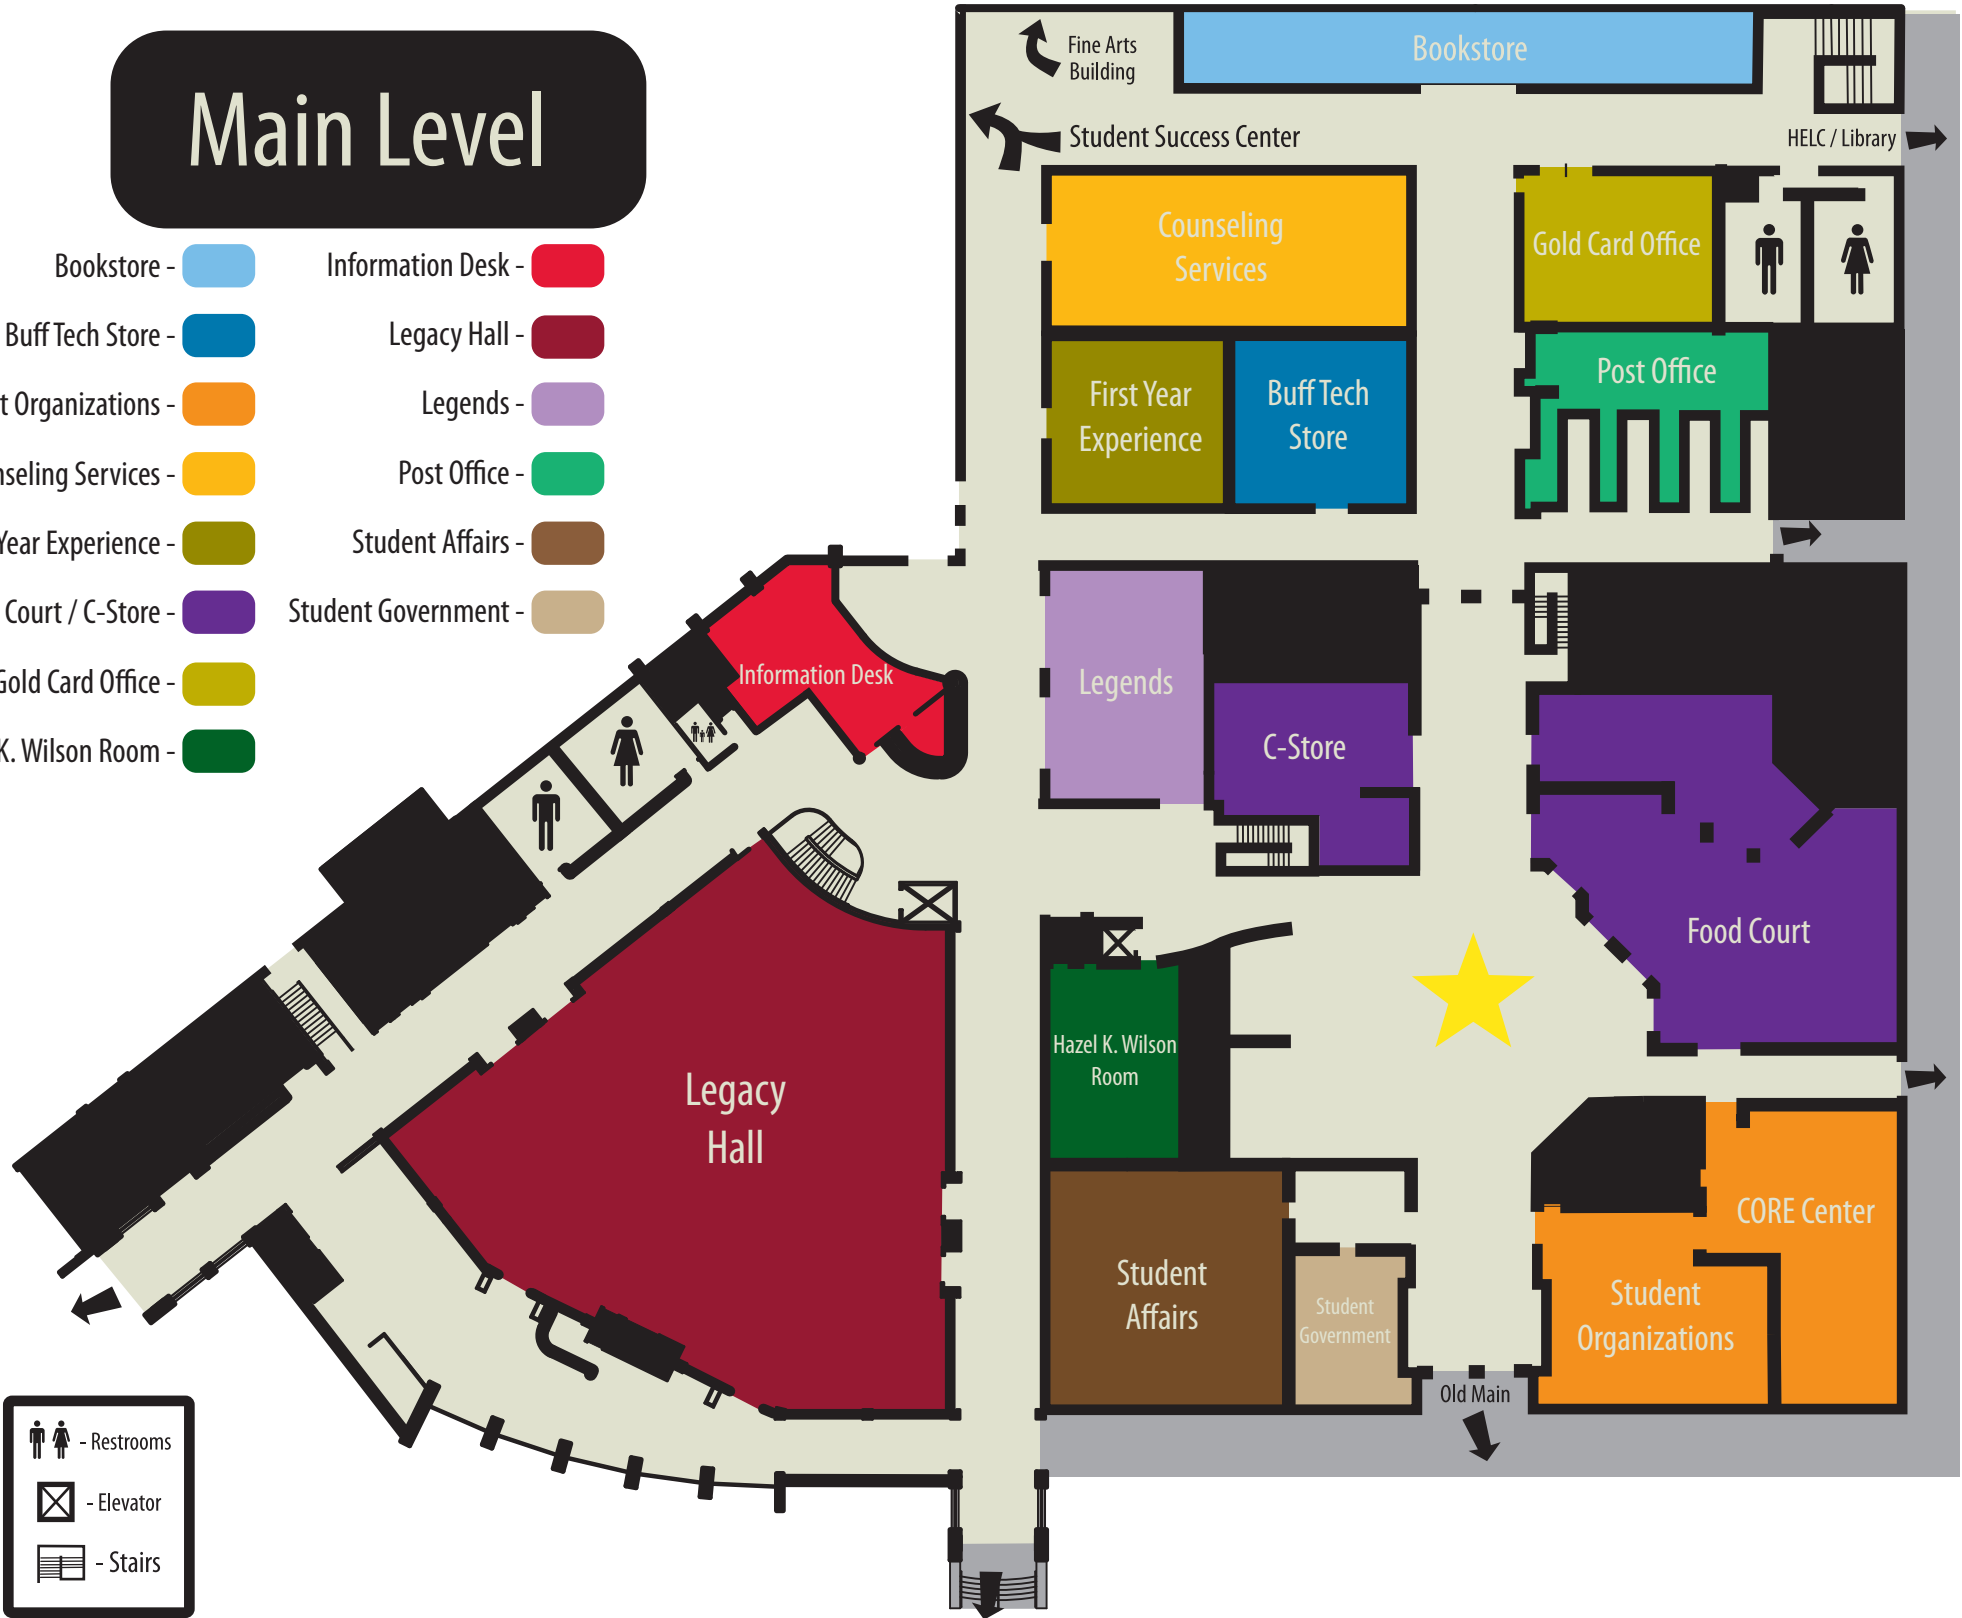 Main Level
Bookstore -
Buff Tech Store -
t Organizations -
nseling Services -
Year Experience -
Court / C-Store -
Gold Card Office -
K. Wilson Room -
Information Desk -
Legacy Hall -
Legends -
Post Office -
Student Affairs -
Student Government -
Fine Arts
Building
Bookstore
Student Success Center
HELC / Library
Counseling
Services
Gold Card Office
First Year
Experience
Buff Tech
Store
Post Office
Information Desk
Legends
C-Store
Food Court
Hazel K. Wilson
Room
Legacy
Hall
CORE Center
Student
Affairs
Student
Government
Student
Organizations
Old Main
- Restrooms
- Elevator
- Stairs